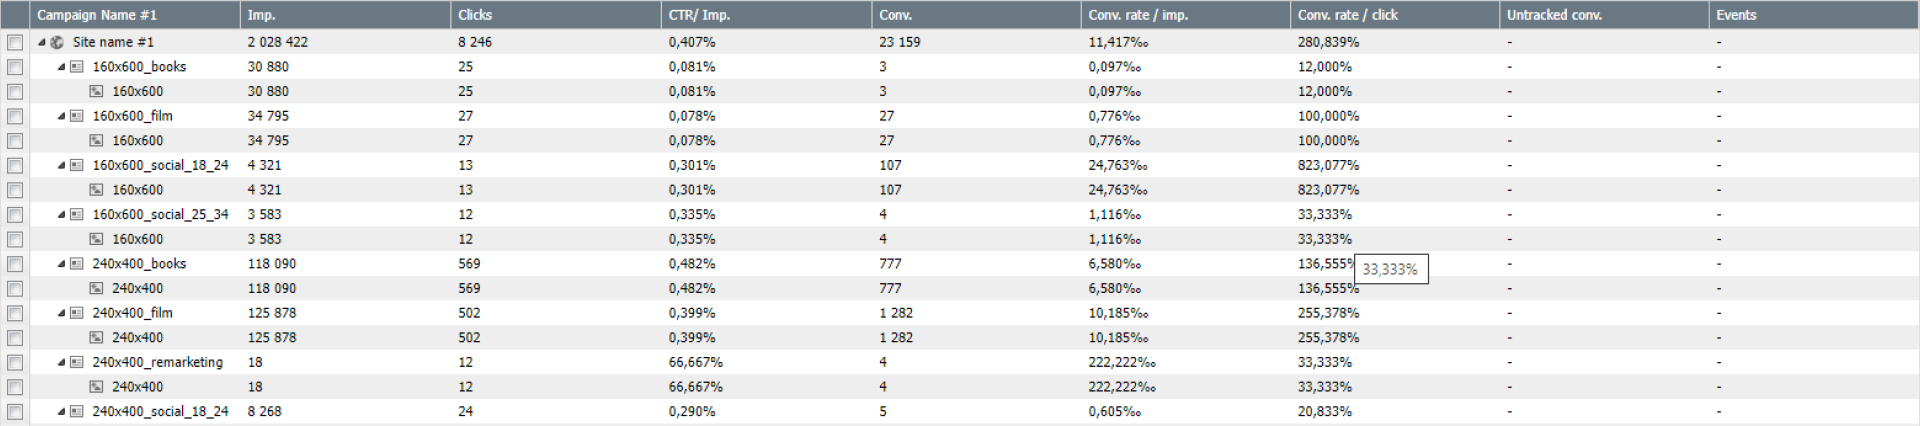 Campaign Name #1 Imp. Clicks CTR/ Imp. Conv. Conv. rate / imp. Conv. rate / click Untracked conv. Events
Site name #1 2 028 422 8 246 0,407% 23 159 11,417‰ 280,839% - -
160x600_books 30 880 25 0,081% 3 0,097‰ 12,000% - -
160x600 30 880 25 0,081% 3 0,097‰ 12,000% - -
160x600_film 34 795 27 0,078% 27 0,776‰ 100,000% - -
160x600 34 795 27 0,078% 27 0,776‰ 100,000% - -
160x600_social_18_24 4 321 13 0,301% 107 24,763‰ 823,077% - -
160x600 4 321 13 0,301% 107 24,763‰ 823,077% - -
160x600_social_25_34 3 583 12 0,335% 4 1,116‰ 33,333% - -
160x600 3 583 12 0,335% 4 1,116‰ 33,333% - -
240x400_books 118 090 569 0,482% 777 6,580‰ 136,555% - -
33,333%
240x400 118 090 569 0,482% 777 6,580‰ 136,555% - -
240x400_film 125 878 502 0,399% 1 282 10,185‰ 255,378% - -
240x400 125 878 502 0,399% 1 282 10,185‰ 255,378% - -
240x400_remarketing 18 12 66,667% 4 222,222‰ 33,333% - -
240x400 18 12 66,667% 4 222,222‰ 33,333% - -
240x400_social_18_24 8 268 24 0,290% 5 0,605‰ 20,833% - -